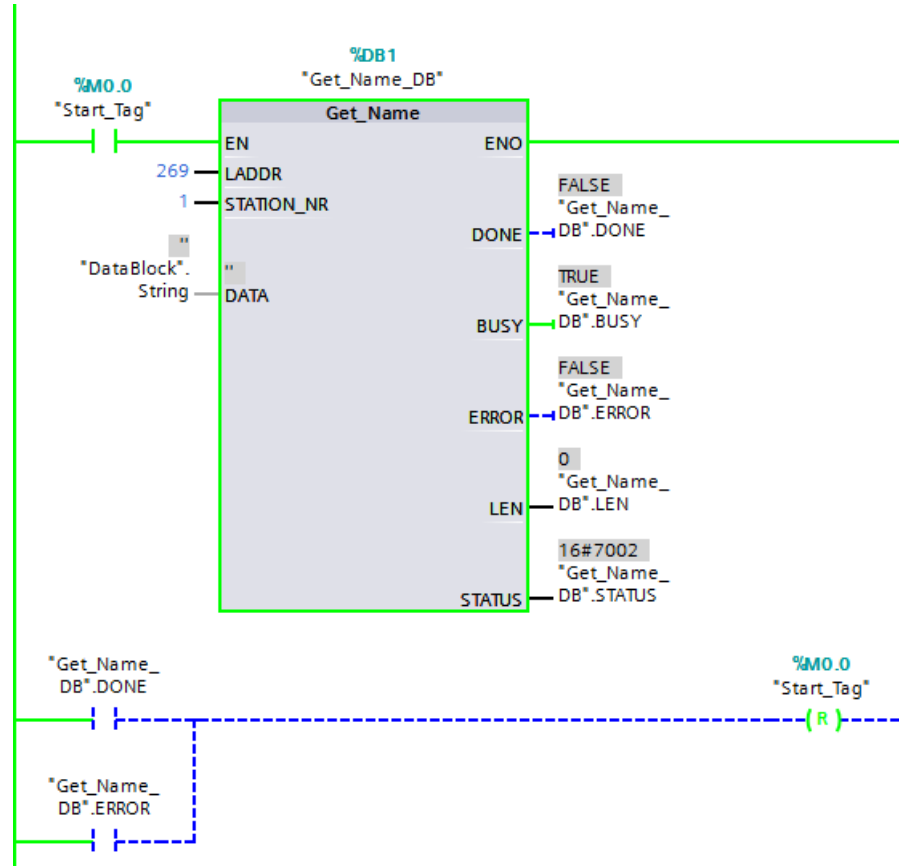 %DB1
"Get_Name_DB"
%M0.0
"Start_Tag"
Get_Name
EN
ENO
269
LADDR
1
STATION_NR
FALSE
"Get_Name_
DB".DONE
DONE
''
"DataBlock".
String
''
DATA
TRUE
"Get_Name_
DB".BUSY
BUSY
FALSE
"Get_Name_
DB".ERROR
ERROR
0
"Get_Name_
DB".LEN
LEN
16#7002
"Get_Name_
DB".STATUS
STATUS
"Get_Name_
DB".DONE
%M0.0
"Start_Tag"
R
"Get_Name_
DB".ERROR